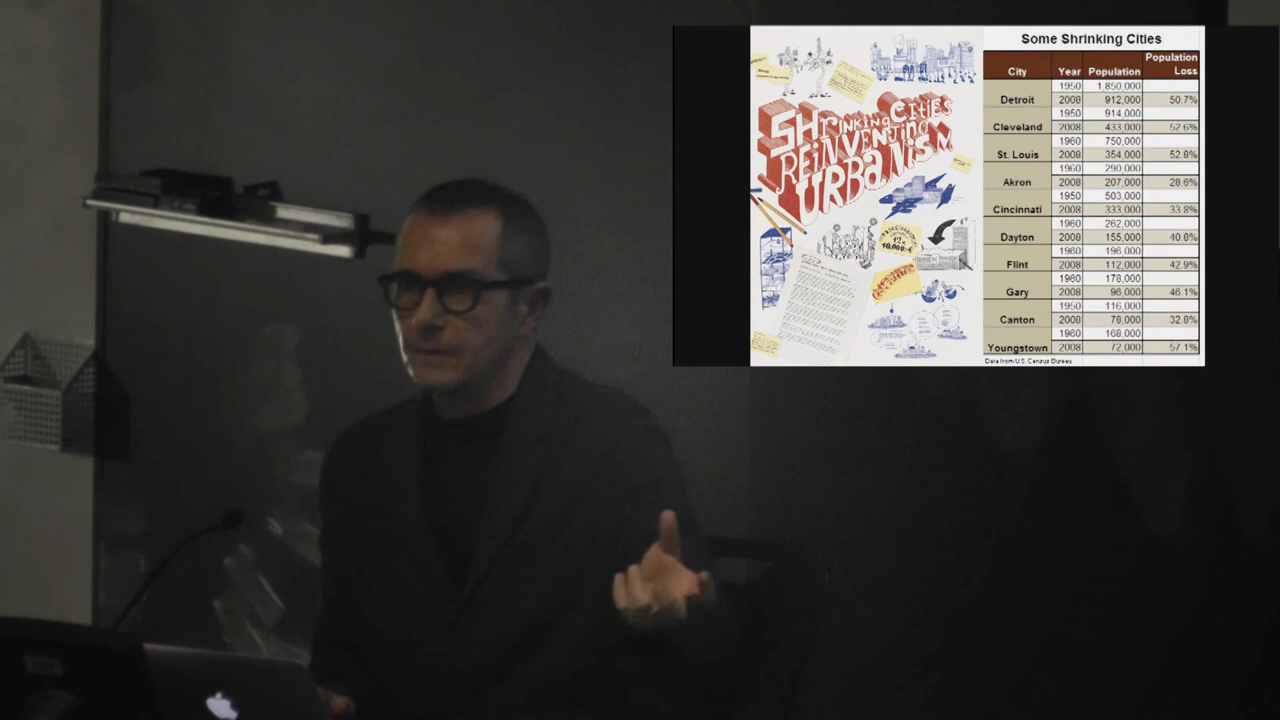 SHRINKING CITIES
REINVENTING
URBANISM
10.000.-€
Some Shrinking Cities
City Year Population Population Loss
1950 1,850,000
Detroit 2008 912,000 50.7%
1950 914,000
Cleveland 2008 433,000 52.6%
1960 750,000
St. Louis 2008 354,000 52.8%
1960 290,000
Akron 2008 207,000 28.6%
1950 503,000
Cincinnati 2008 333,000 33.8%
1960 262,000
Dayton 2008 155,000 40.8%
1960 196,000
Flint 2008 112,000 42.9%
1960 178,000
Gary 2008 96,000 46.1%
1950 116,000
Canton 2008 78,000 32.8%
1960 168,000
Youngstown 2008 72,000 57.1%
Data from U.S. Census Bureau